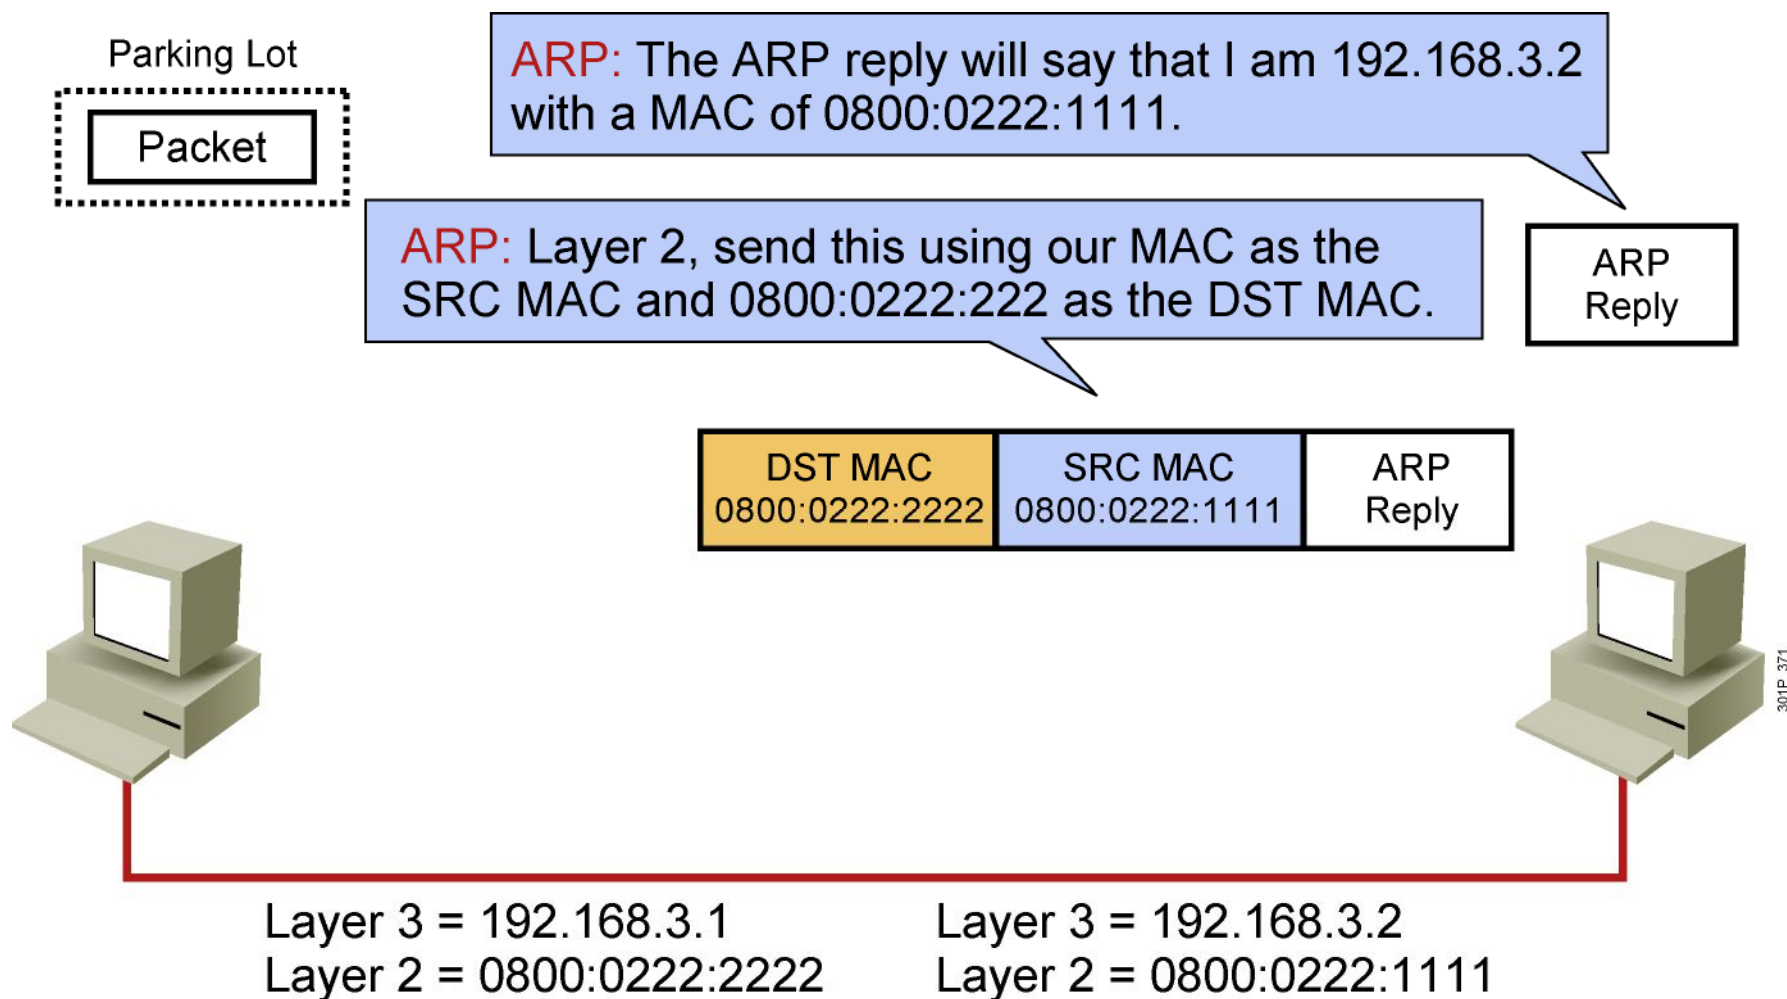 Parking Lot
Packet
ARP: The ARP reply will say that I am 192.168.3.2
with a MAC of 0800:0222:1111.
ARP: Layer 2, send this using our MAC as the
SRC MAC and 0800:0222:222 as the DST MAC.
ARP
Reply
DST MAC
0800:0222:2222
SRC MAC
0800:0222:1111
ARP
Reply
301P_371
Layer 3 = 192.168.3.1
Layer 2 = 0800:0222:2222
Layer 3 = 192.168.3.2
Layer 2 = 0800:0222:1111